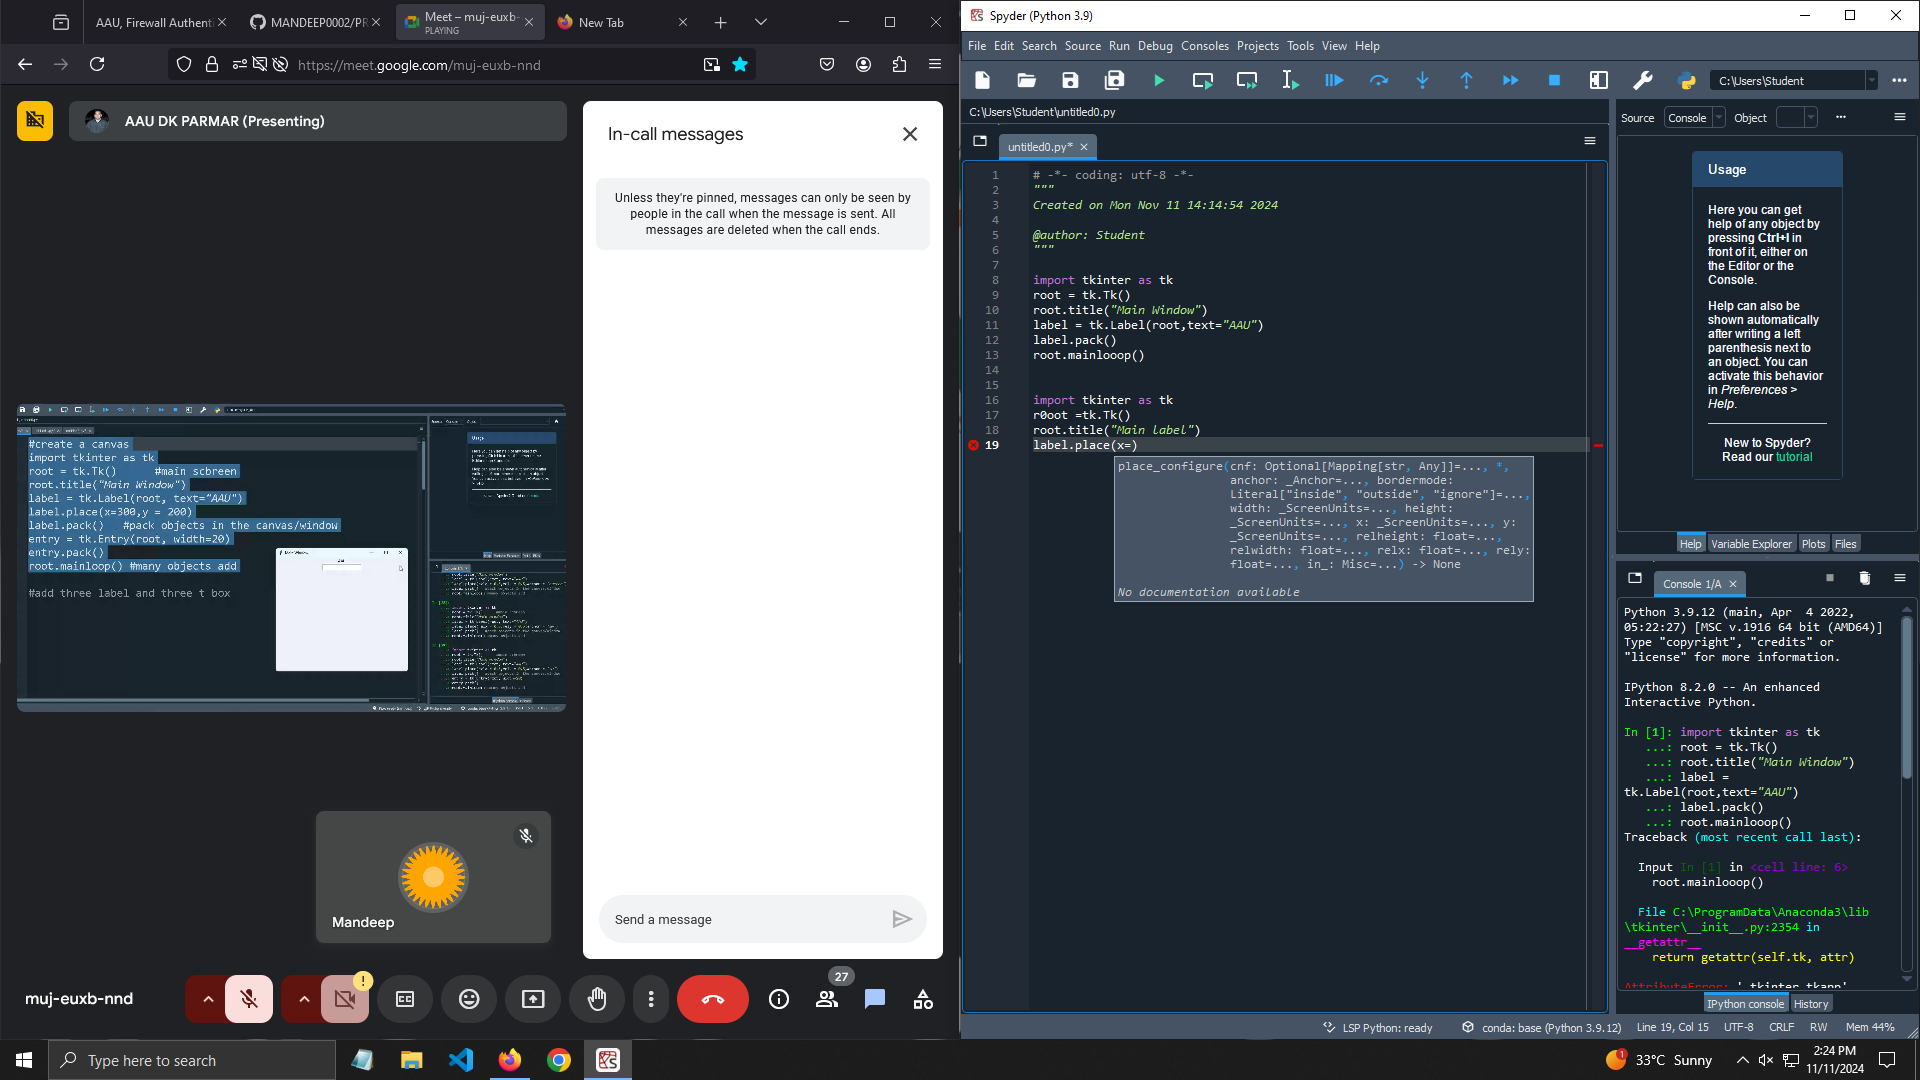 AAU, Firewall Authenti
MANDEEP0002/PR
Meet – muj-euxb-
PLAYING
New Tab
https://meet.google.com/muj-euxb-nnd
AAU DK PARMAR (Presenting)
#create a canvas
import tkinter as tk
root = tk.Tk()     #main scbreen
root.title("Main Window")
label = tk.Label(root, text="AAU")
label.place(x=300,y = 200)
label.pack()   #pack objects in the canvas/window
entry = tk.Entry(root, width=20)
entry.pack()
root.mainloop() #many objects add
#add three label and three t box
Mandeep
In-call messages
Unless they're pinned, messages can only be seen by
people in the call when the message is sent. All
messages are deleted when the call ends.
Send a message
muj-euxb-nnd
27
Spyder (Python 3.9)
File Edit Search Source Run Debug Consoles Projects Tools View Help
C:\Users\Student
C:\Users\Student\untitled0.py
untitled0.py*
1 # -*- coding: utf-8 -*-
2 """
3 Created on Mon Nov 11 14:14:54 2024
4
5 @author: Student
6 """
7
8 import tkinter as tk
9 root = tk.Tk()
10 root.title("Main Window")
11 label = tk.Label(root,text="AAU")
12 label.pack()
13 root.mainlooop()
14
15
16 import tkinter as tk
17 r0oot =tk.Tk()
18 root.title("Main label")
19 label.place(x=)
place_configure(cnf: Optional[Mapping[str, Any]]=..., *,
anchor: _Anchor=..., bordermode:
Literal["inside", "outside", "ignore"]=...,
width: _ScreenUnits=..., height:
_ScreenUnits=..., x: _ScreenUnits=..., y:
_ScreenUnits=..., relheight: float=...,
relwidth: float=..., relx: float=..., rely:
float=..., in_: Misc=...) -> None
No documentation available
Source Console Object
Usage
Here you can get
help of any object by
pressing Ctrl+I in
front of it, either on
the Editor or the
Console.
Help can also be
shown automatically
after writing a left
parenthesis next to
an object. You can
activate this behavior
in Preferences >
Help.
New to Spyder?
Read our tutorial
Help Variable Explorer Plots Files
Console 1/A
Python 3.9.12 (main, Apr  4 2022,
05:22:27) [MSC v.1916 64 bit (AMD64)]
Type "copyright", "credits" or
"license" for more information.
IPython 8.2.0 -- An enhanced
Interactive Python.
In [1]: import tkinter as tk
...: root = tk.Tk()
...: root.title("Main Window")
...: label =
tk.Label(root,text="AAU")
...: label.pack()
...: root.mainlooop()
Traceback (most recent call last):
Input In [1] in <cell line: 6>
root.mainlooop()
File C:\ProgramData\Anaconda3\lib
\tkinter\__init__.py:2354 in
__getattr__
return getattr(self.tk, attr)
AttributeError: '_tkinter.tkapp'
IPython console History
LSP Python: ready conda: base (Python 3.9.12) Line 19, Col 15 UTF-8 CRLF RW Mem 44%
Type here to search
33°C Sunny
2:24 PM
11/11/2024